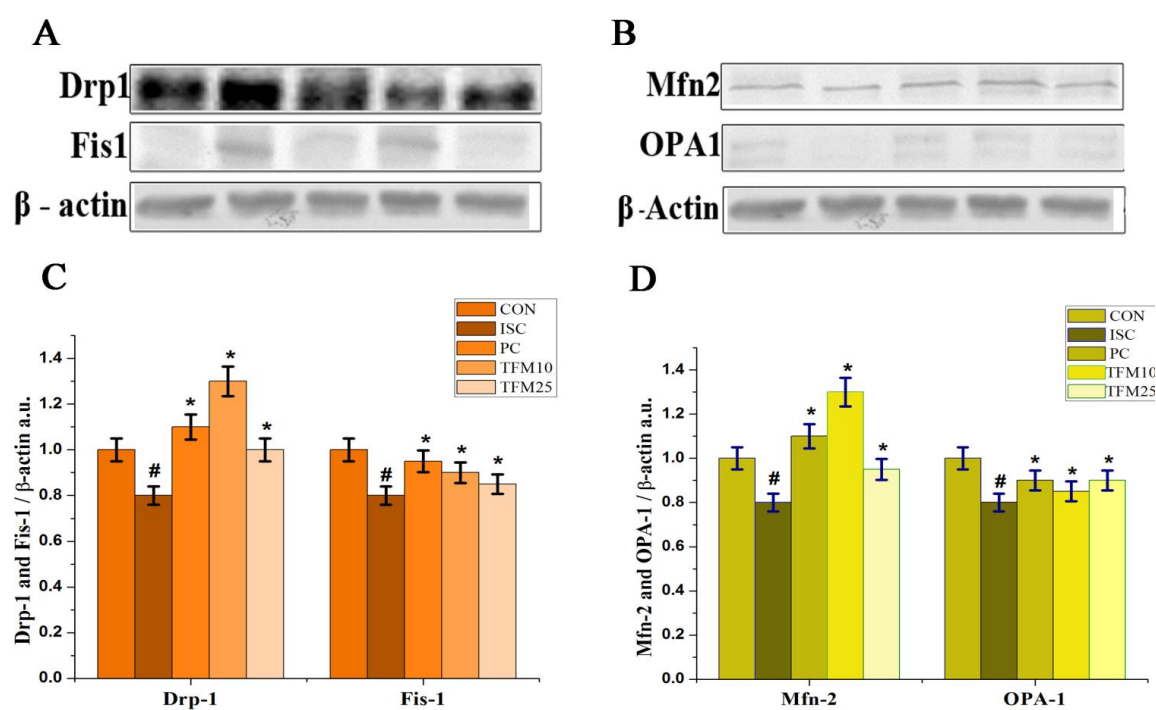 A
Drp1
Fis1
β - actin
B
Mfn2
OPA1
β-Actin
C
CON
ISC
PC
TFM10
TFM25
Drp-1 and Fis-1 / β-actin a.u.
1.4
1.2
1.0
0.8
0.6
0.4
0.2
0.0
#
*
*
*
#
*
*
*
Drp-1
Fis-1
D
CON
ISC
PC
TFM10
TFM25
Mfn-2 and OPA-1 / β-actin a.u.
1.4
1.2
1.0
0.8
0.6
0.4
0.2
0.0
#
*
*
*
#
*
*
*
Mfn-2
OPA-1